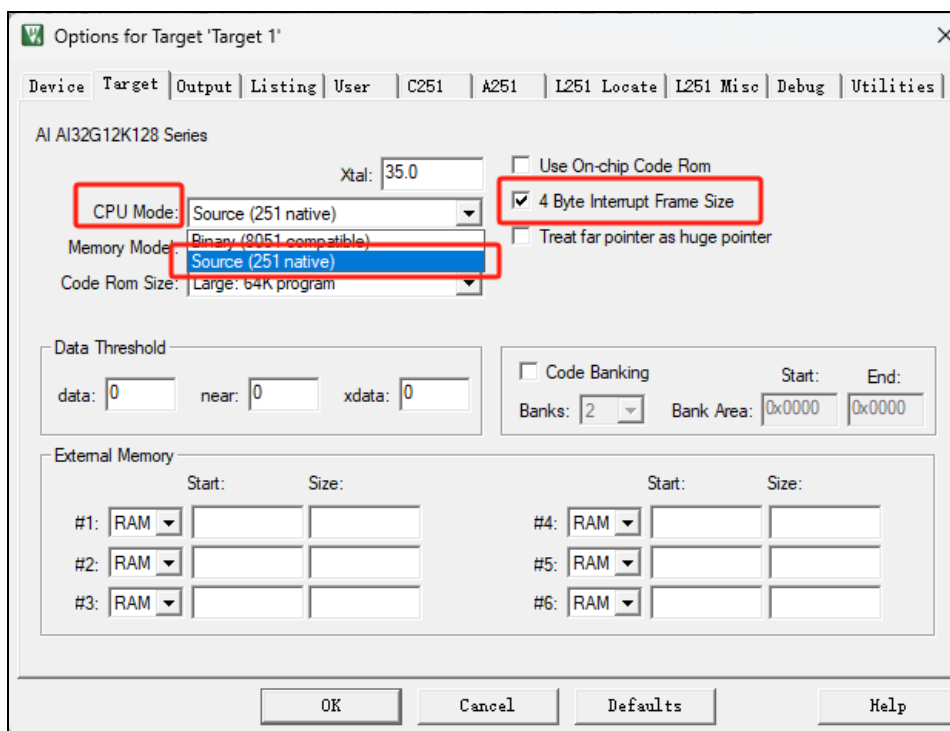 Options for Target 'Target 1'
Device Target Output Listing User C251 A251 L251 Locate L251 Misc Debug Utilities
AI AI32G12K128 Series
Xtal: 35.0
CPU Mode: Source (251 native)
Binary (8051 compatible)
Source (251 native)
Memory Model:
Code Rom Size: Large: 64K program
Use On-chip Code Rom
4 Byte Interrupt Frame Size
Treat far pointer as huge pointer
Data Threshold
data: 0 near: 0 xdata: 0
Code Banking Start: End:
Banks: 2 Bank Area: 0x0000 0x0000
External Memory
Start: Size: Start: Size:
#1: RAM #4: RAM
#2: RAM #5: RAM
#3: RAM #6: RAM
OK Cancel Defaults Help